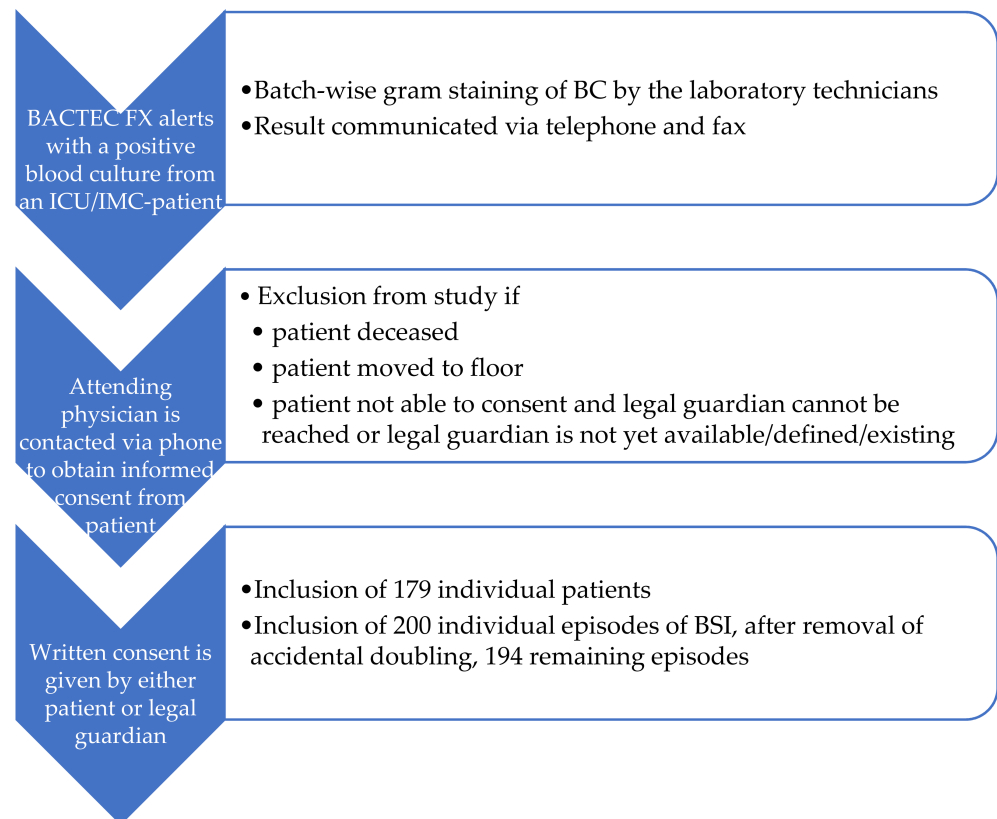 BACTEC FX alerts
with a positive
blood culture from
an ICU/IMC-patient
•Batch-wise gram staining of BC by the laboratory technicians
•Result communicated via telephone and fax
Attending
physician is
contacted via phone
to obtain informed
consent from
patient
• Exclusion from study if
• patient deceased
• patient moved to floor
• patient not able to consent and legal guardian cannot be
reached or legal guardian is not yet available/defined/existing
Written consent is
given by either
patient or legal
guardian
•Inclusion of 179 individual patients
•Inclusion of 200 individual episodes of BSI, after removal of
accidental doubling, 194 remaining episodes